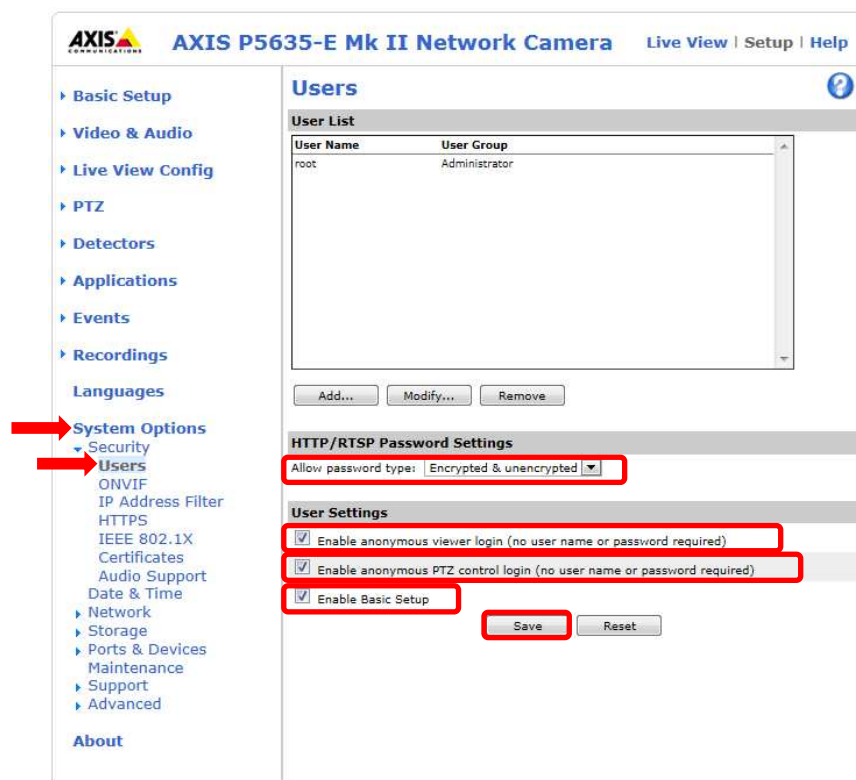 AXIS
COMMUNICATIONS
AXIS P5635-E Mk II Network Camera
Live View | Setup | Help
Basic Setup
Video & Audio
Live View Config
PTZ
Detectors
Applications
Events
Recordings
Languages
System Options
Security
Users
ONVIF
IP Address Filter
HTTPS
IEEE 802.1X
Certificates
Audio Support
Date & Time
Network
Storage
Ports & Devices
Maintenance
Support
Advanced
About
Users
?
User List
User Name User Group
root Administrator
Add... Modify... Remove
HTTP/RTSP Password Settings
Allow password type: Encrypted & unencrypted
User Settings
Enable anonymous viewer login (no user name or password required)
Enable anonymous PTZ control login (no user name or password required)
Enable Basic Setup
Save Reset